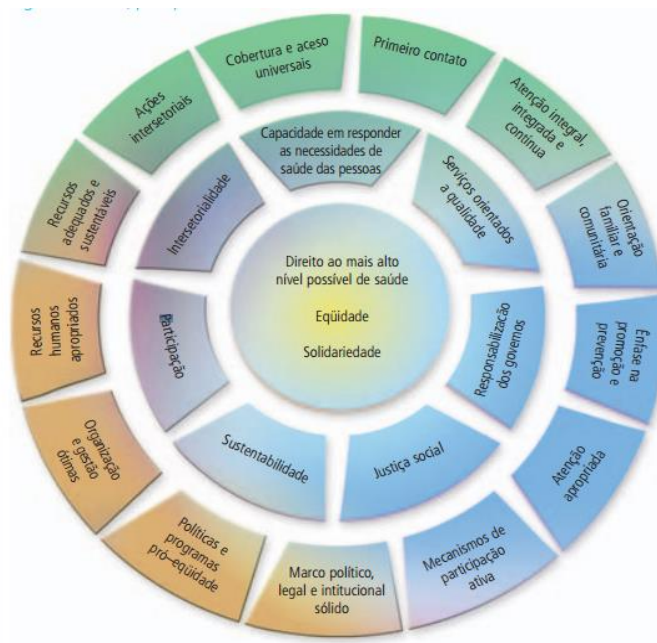 Direito ao mais alto
nível possível de saúde
Eqüidade
Solidariedade
Capacidade em responder
as necessidades de
saúde das pessoas
Serviços orientados
a qualidade
Responsabilização
dos governos
Justiça social
Sustentabilidade
Participação
Intersetorialidade
Cobertura e aceso
universais
Primeiro contato
Atenção integral,
integrada e
contínua
Orientação
familiar e
comunitária
Ênfase na
promoção e
prevenção
Atenção
apropriada
Mecanismos de
participação
ativa
Marco político,
legal e intitucional
sólido
Políticas e
programas
pró-eqüidade
Organização
e gestão
ótimas
Recursos
humanos
apropriados
Recursos
adequados e
sustentáveis
Ações
intersetoriais